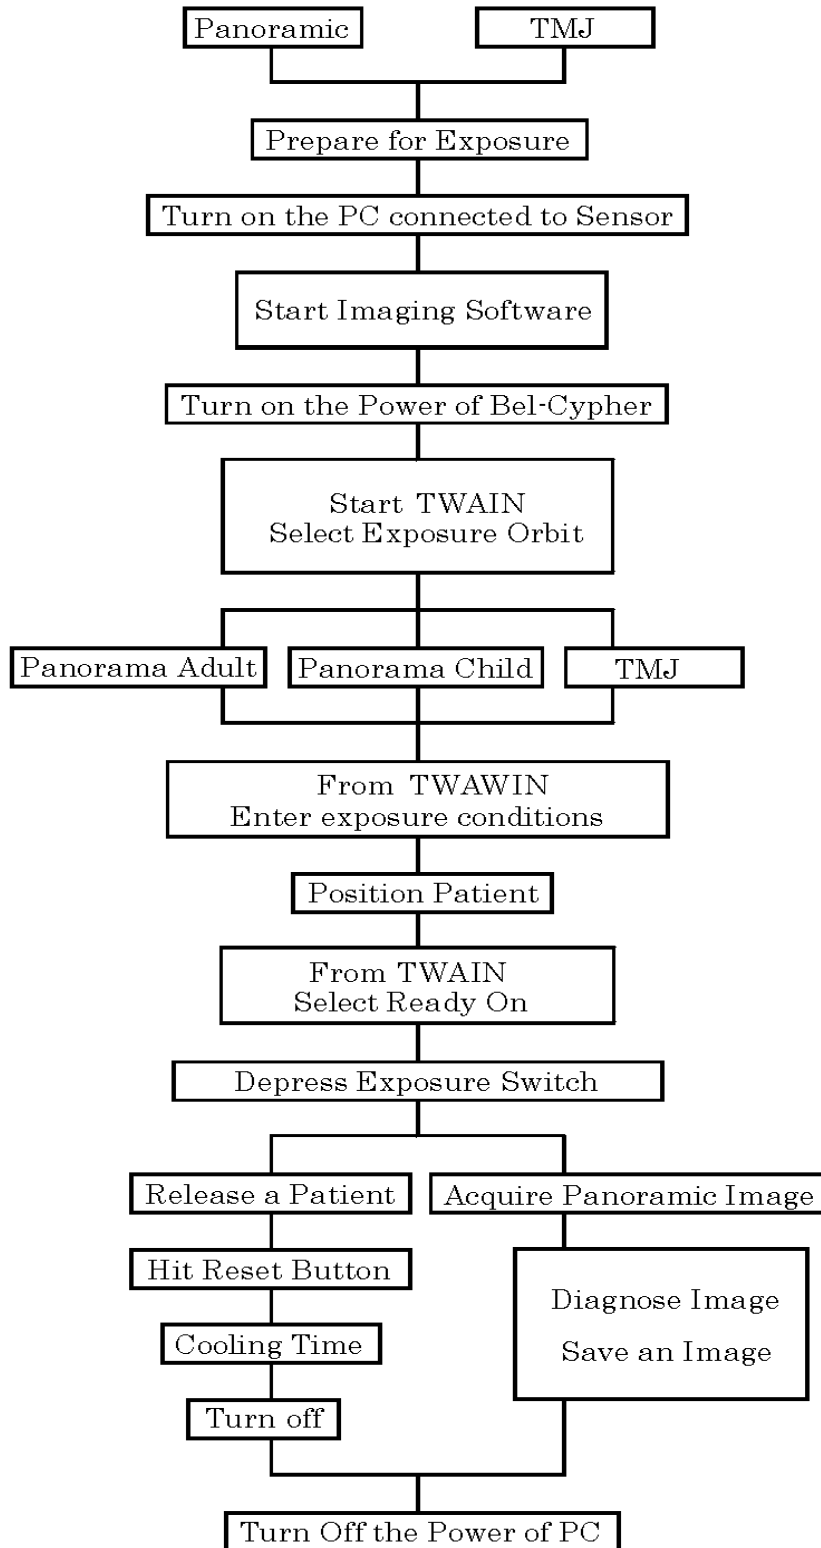 Panoramic
TMJ
Prepare for Exposure
Turn on the PC connected to Sensor
Start Imaging Software
Turn on the Power of Bel-Cypher
Start TWAIN
Select Exposure Orbit
Panorama Adult
Panorama Child
TMJ
From TWAWIN
Enter exposure conditions
Position Patient
From TWAIN
Select Ready On
Depress Exposure Switch
Release a Patient
Acquire Panoramic Image
Hit Reset Button
Diagnose Image
Save an Image
Cooling Time
Turn off
Turn Off the Power of PC